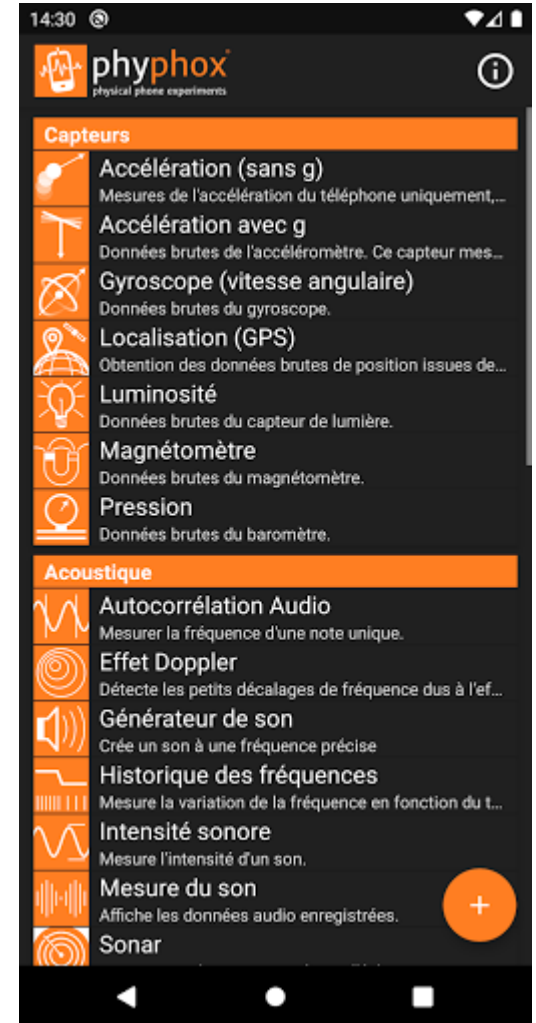 14:30
phyphox
physical phone experiments
Capteurs
Accélération (sans g)
Mesures de l'accélération du téléphone uniquement,...
Accélération avec g
Données brutes de l'accéléromètre. Ce capteur mes...
Gyroscope (vitesse angulaire)
Données brutes du gyroscope.
Localisation (GPS)
Obtention des données brutes de position issues de...
Luminosité
Données brutes du capteur de lumière.
Magnétomètre
Données brutes du magnétomètre.
Pression
Données brutes du baromètre.
Acoustique
Autocorrélation Audio
Mesurer la fréquence d'une note unique.
Effet Doppler
Détecte les petits décalages de fréquence dus à l'ef...
Générateur de son
Crée un son à une fréquence précise
Historique des fréquences
Mesure la variation de la fréquence en fonction du t...
Intensité sonore
Mesure l'intensité d'un son.
Mesure du son
Affiche les données audio enregistrées.
+
Sonar